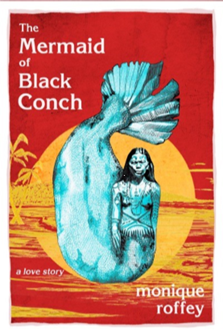 The
Mermaid
of
Black
Conch
a love story
monique
roffey